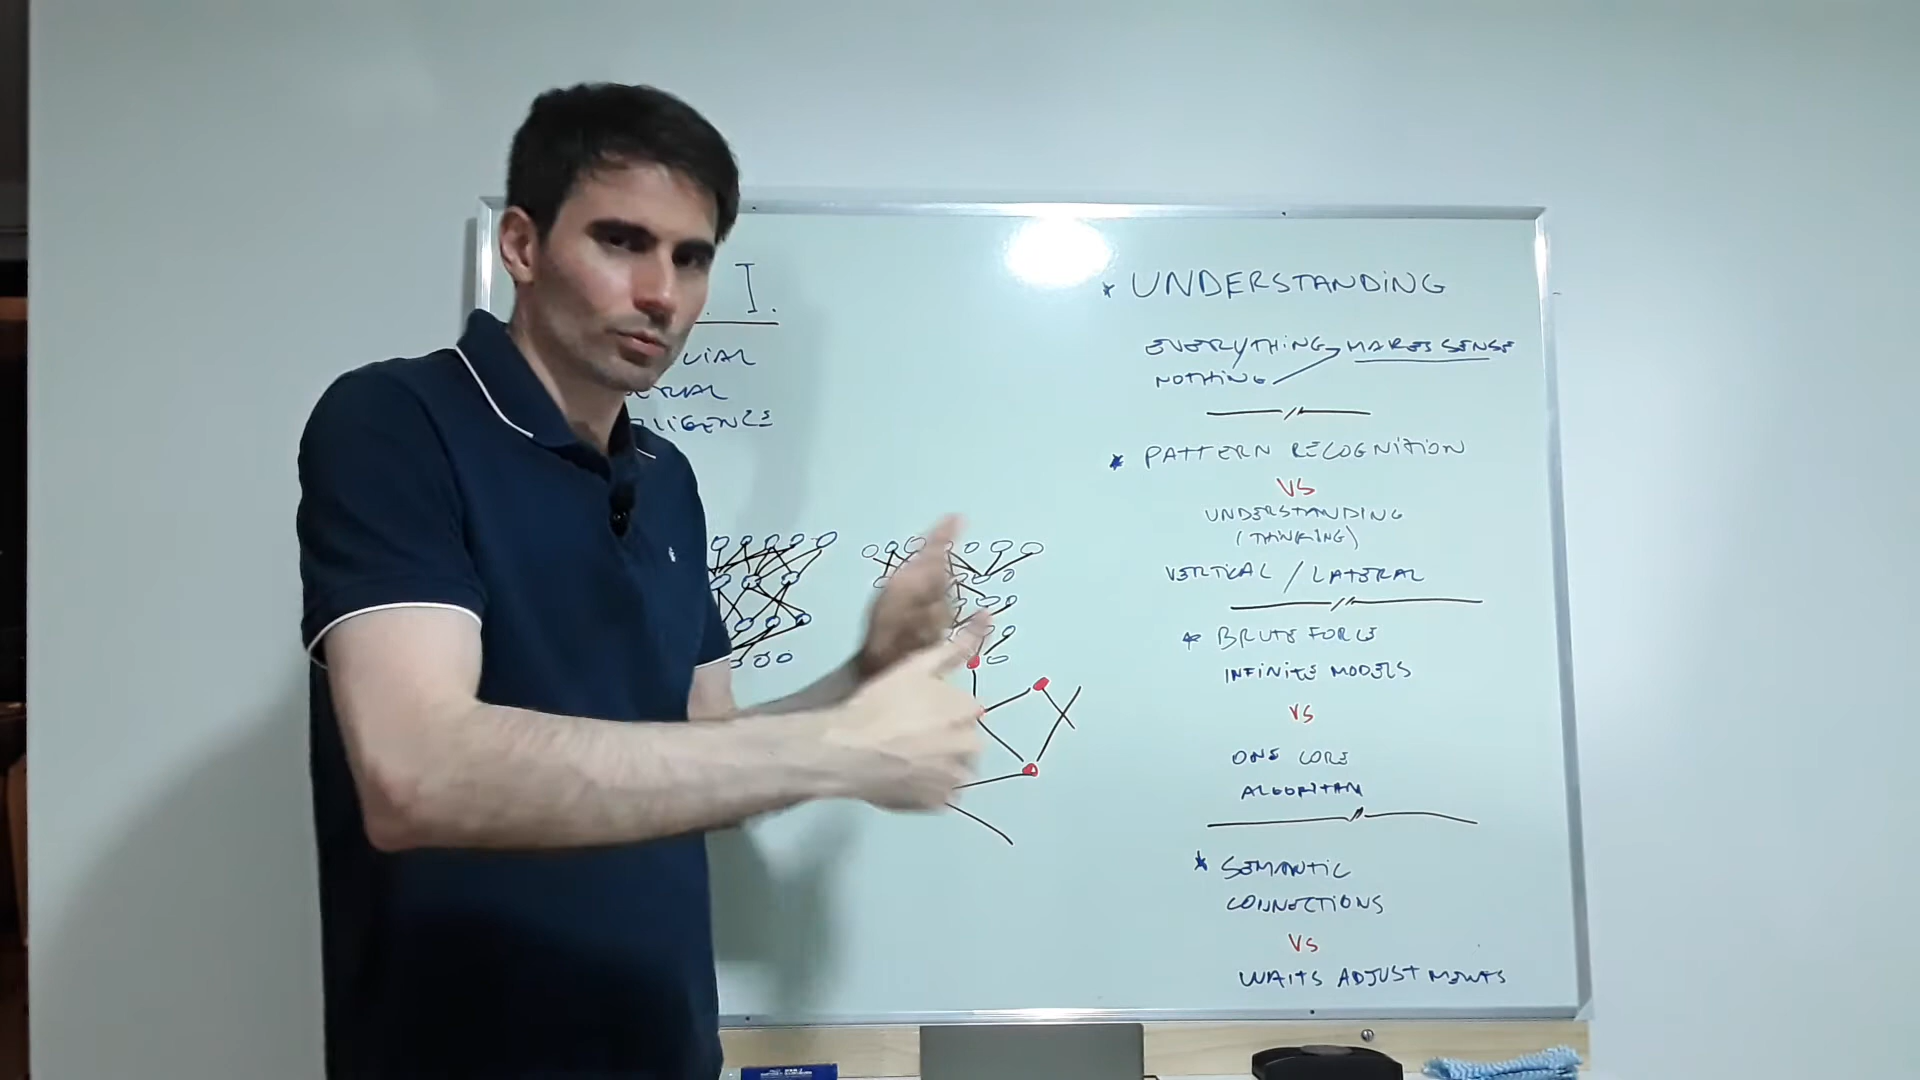 . I.
* UNDERSTANDING
EVERYTHING MAKES SENSE
NOTHING
* PATTERN RECOGNITION
VS
UNDERSTANDING
(THINKING)
VERTICAL / LATERAL
* BRUTE FORCE
INFINITE MODELS
VS
ONE CORE
ALGORITHM
* SEMANTIC
CONNECTIONS
VS
WAITS ADJUSTMENTS